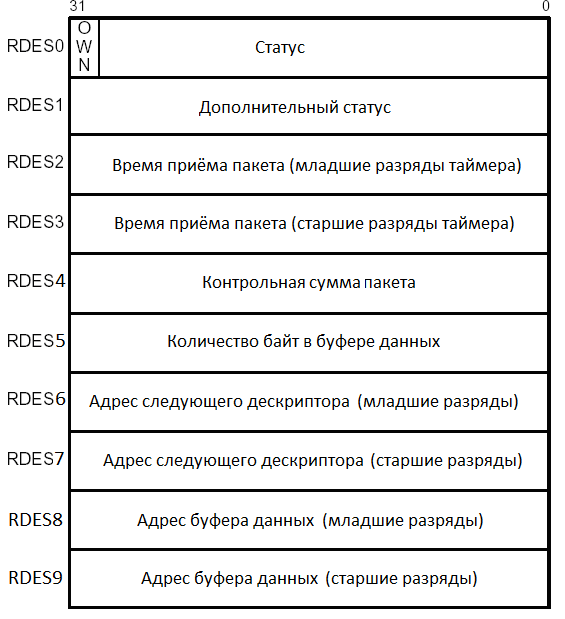 31 0
RDES0 OWN Статус
RDES1 Дополнительный статус
RDES2 Время приёма пакета (младшие разряды таймера)
RDES3 Время приёма пакета (старшие разряды таймера)
RDES4 Контрольная сумма пакета
RDES5 Количество байт в буфере данных
RDES6 Адрес следующего дескриптора (младшие разряды)
RDES7 Адрес следующего дескриптора (старшие разряды)
RDES8 Адрес буфера данных (младшие разряды)
RDES9 Адрес буфера данных (старшие разряды)